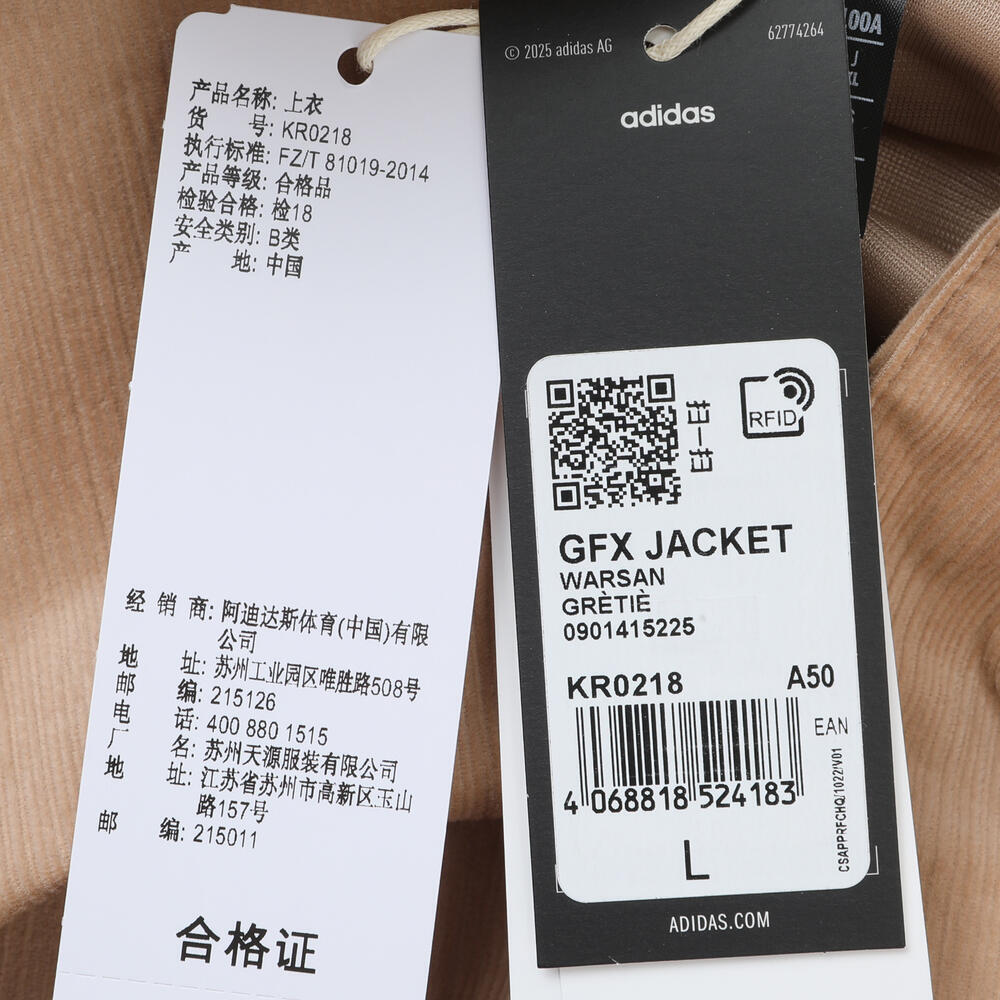 产品名称: 上衣
货 号: KR0218
执行标准: FZ/T 81019-2014
产品等级: 合格品
检验合格: 检18
安全类别: B类
产 地: 中国
经 销 商: 阿迪达斯体育(中国)有限
公司
地 址: 苏州工业园区唯胜路508号
邮 编: 215126
电 话: 400 880 1515
厂 名: 苏州天源服装有限公司
地 址: 江苏省苏州市高新区玉山
路157号
邮 编: 215011
合格证
© 2025 adidas AG
62774264
adidas
扫一扫
RFID
GFX JACKET
WARSAN
GRÈTIÈ
0901415225
KR0218
A50
EAN
4 068818 524183
CSAPPRFCHQ/1022/V01
L
ADIDAS.COM
.00A
J
XL